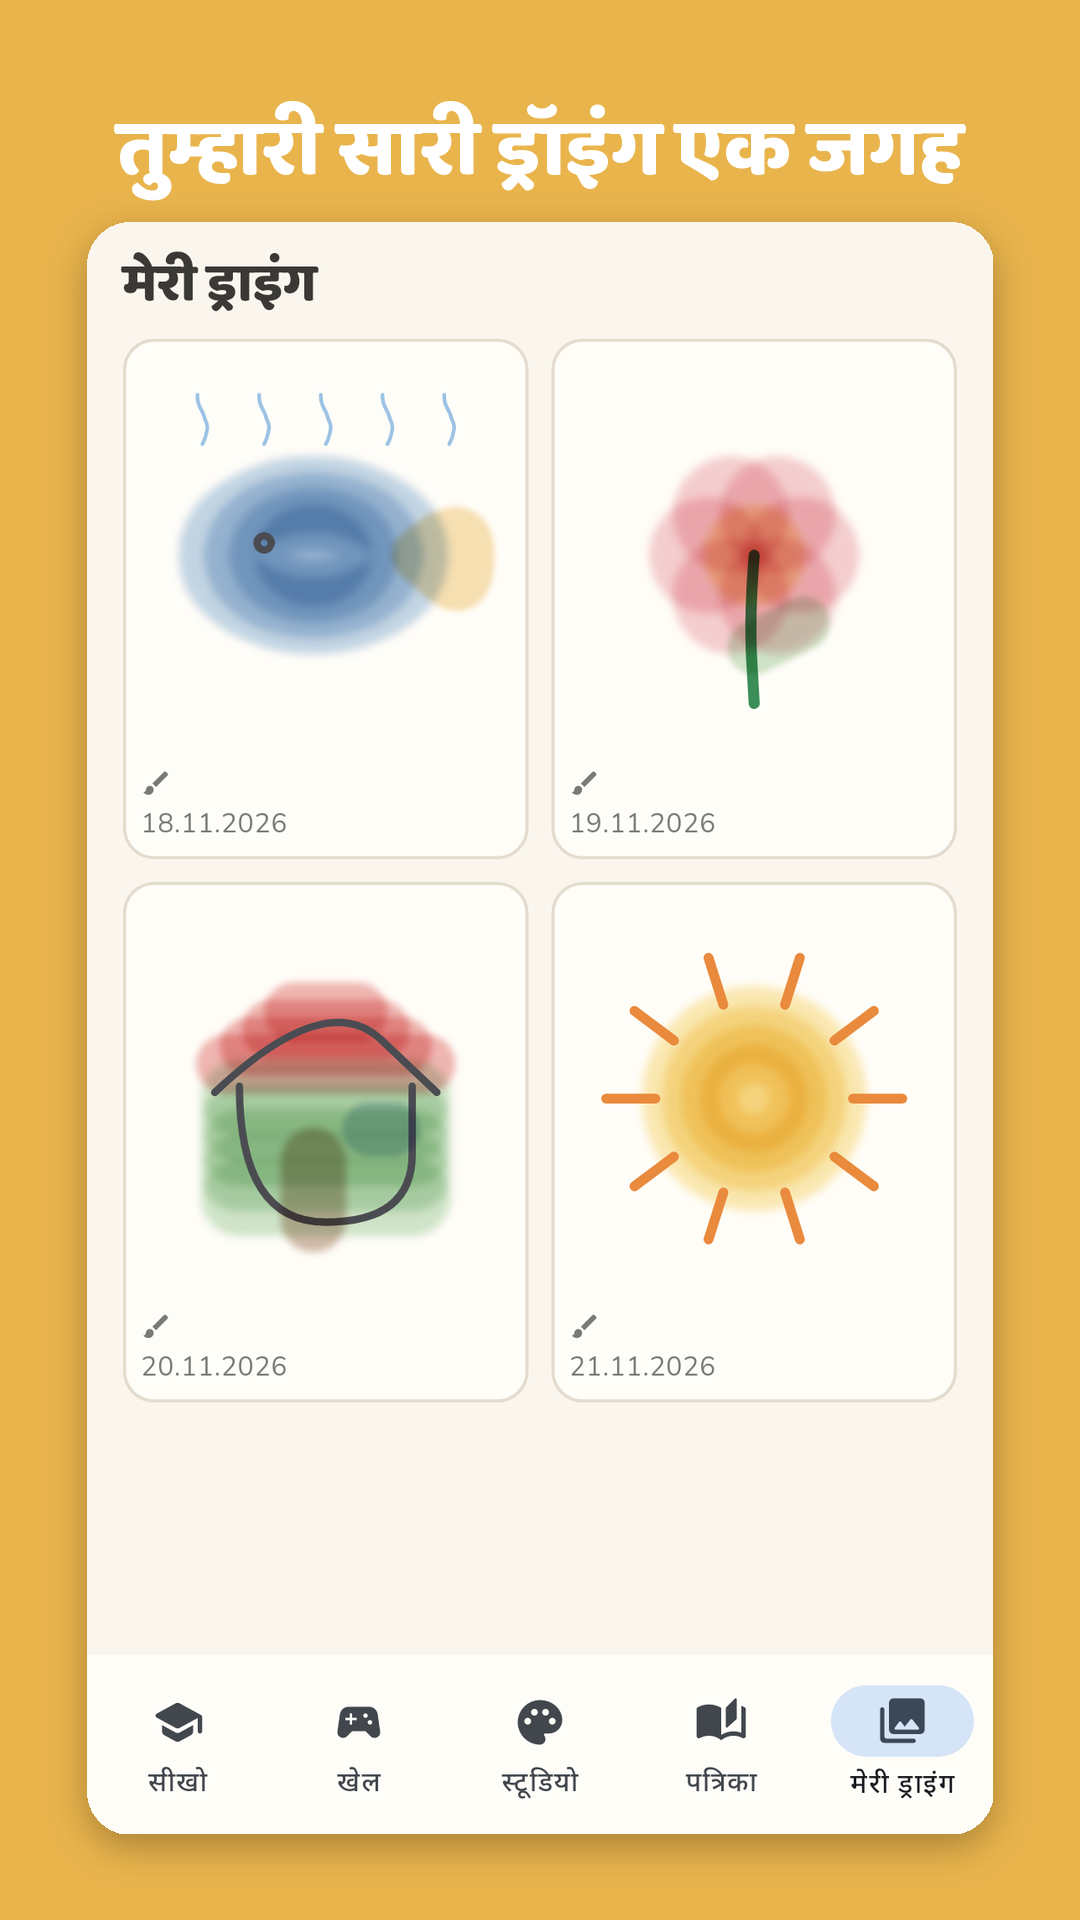 तुम्हारी सारी ड्रॉइंग एक जगह
मेरी ड्राइंग
18.11.2026
19.11.2026
20.11.2026
21.11.2026
सीखो
खेल
स्टूडियो
पत्रिका
मेरी ड्राइंग